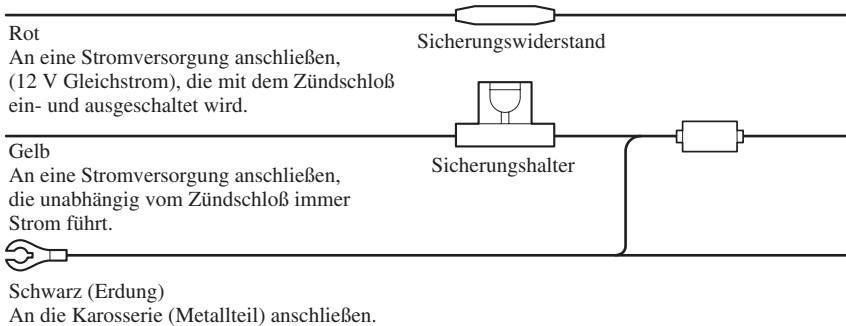 Rot
An eine Stromversorgung anschließen,
(12 V Gleichstrom), die mit dem Zündschloß
ein- und ausgeschaltet wird.
Sicherungswiderstand
Gelb
An eine Stromversorgung anschließen,
die unabhängig vom Zündschloß immer
Strom führt.
Sicherungshalter
Schwarz (Erdung)
An die Karosserie (Metallteil) anschließen.